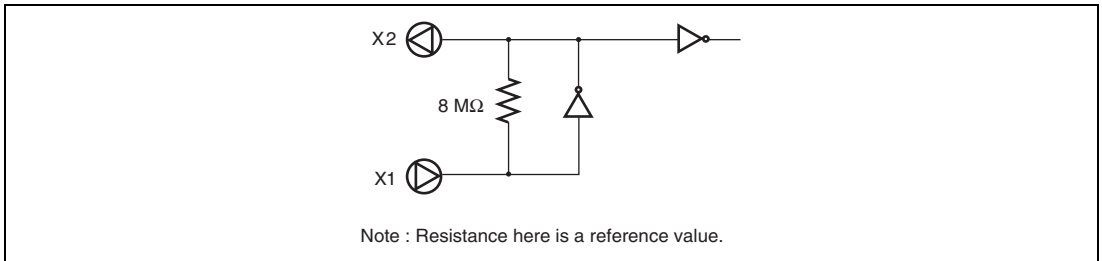 X2
8 MΩ
X1
Note : Resistance here is a reference value.